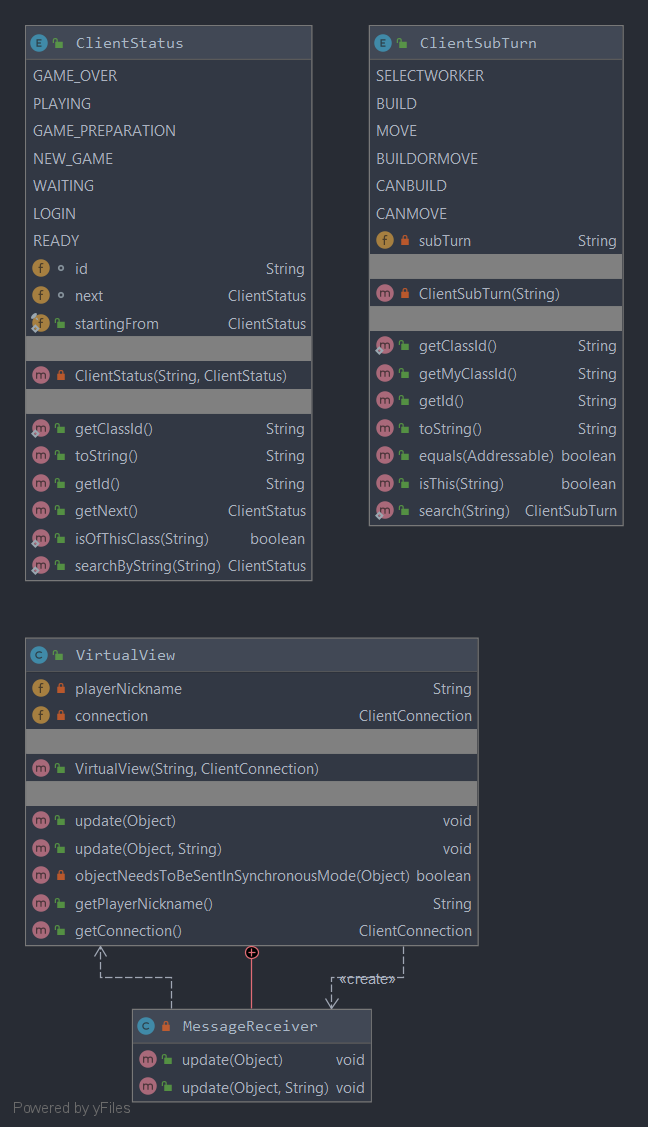 E ClientStatus
GAME_OVER
PLAYING
GAME_PREPARATION
NEW_GAME
WAITING
LOGIN
READY
f id String
f next ClientStatus
f startingFrom ClientStatus
m ClientStatus(String, ClientStatus)
m getClassId() String
m toString() String
m getId() String
m getNext() ClientStatus
m isOfThisClass(String) boolean
m searchByString(String) ClientStatus
E ClientSubTurn
SELECTWORKER
BUILD
MOVE
BUILDORMOVE
CANBUILD
CANMOVE
f subTurn String
m ClientSubTurn(String)
m getClassId() String
m getMyClassId() String
m getId() String
m toString() String
m equals(Addressable) boolean
m isThis(String) boolean
m search(String) ClientSubTurn
C VirtualView
f playerNickname String
f connection ClientConnection
m VirtualView(String, ClientConnection)
m update(Object) void
m update(Object, String) void
m objectNeedsToBeSentInSynchronousMode(Object) boolean
m getPlayerNickname() String
m getConnection() ClientConnection
«create»
C MessageReceiver
m update(Object) void
m update(Object, String) void
Powered by yFiles